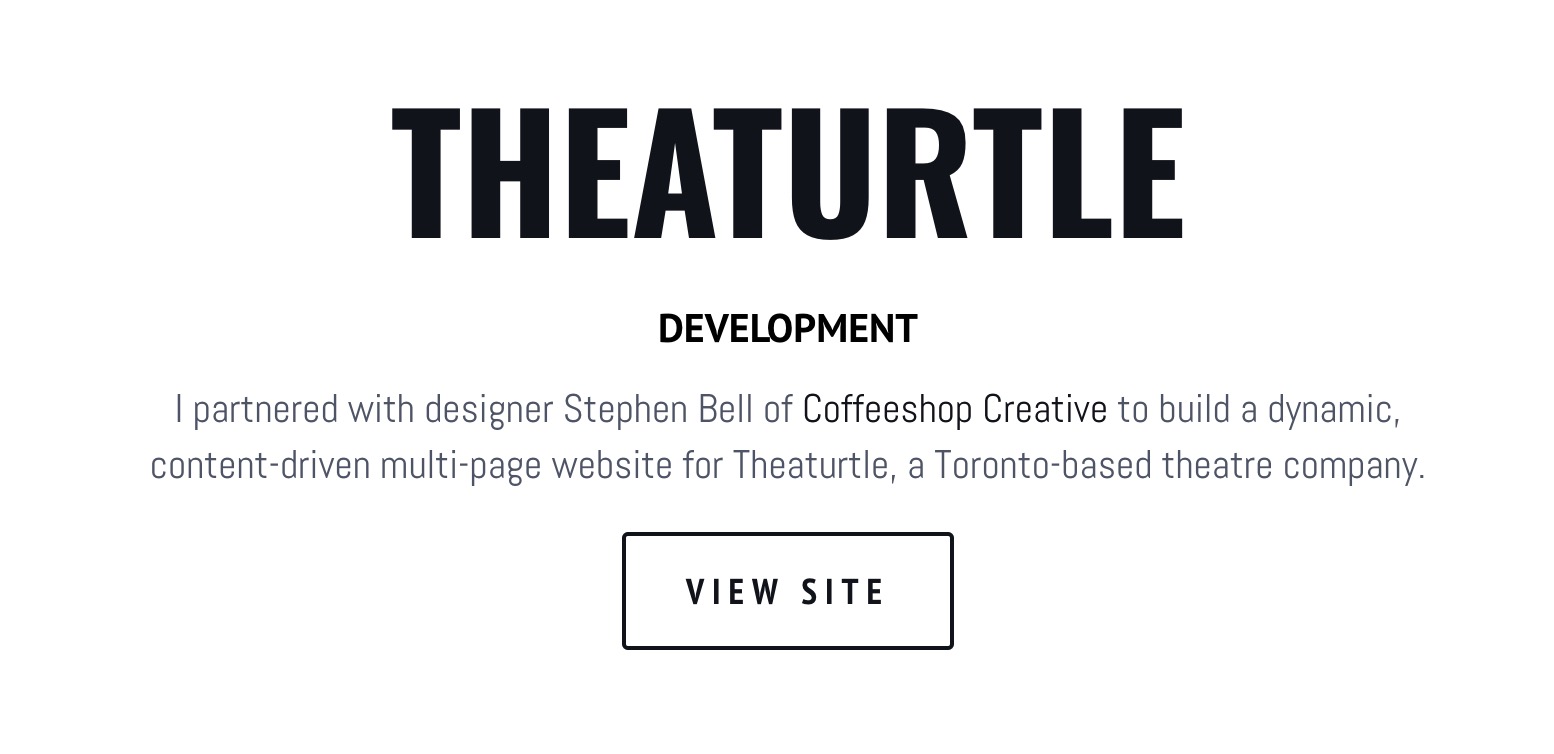 THEATURTLE
DEVELOPMENT
I partnered with designer Stephen Bell of Coffeeshop Creative to build a dynamic,
content-driven multi-page website for Theaturtle, a Toronto-based theatre company.
VIEW SITE